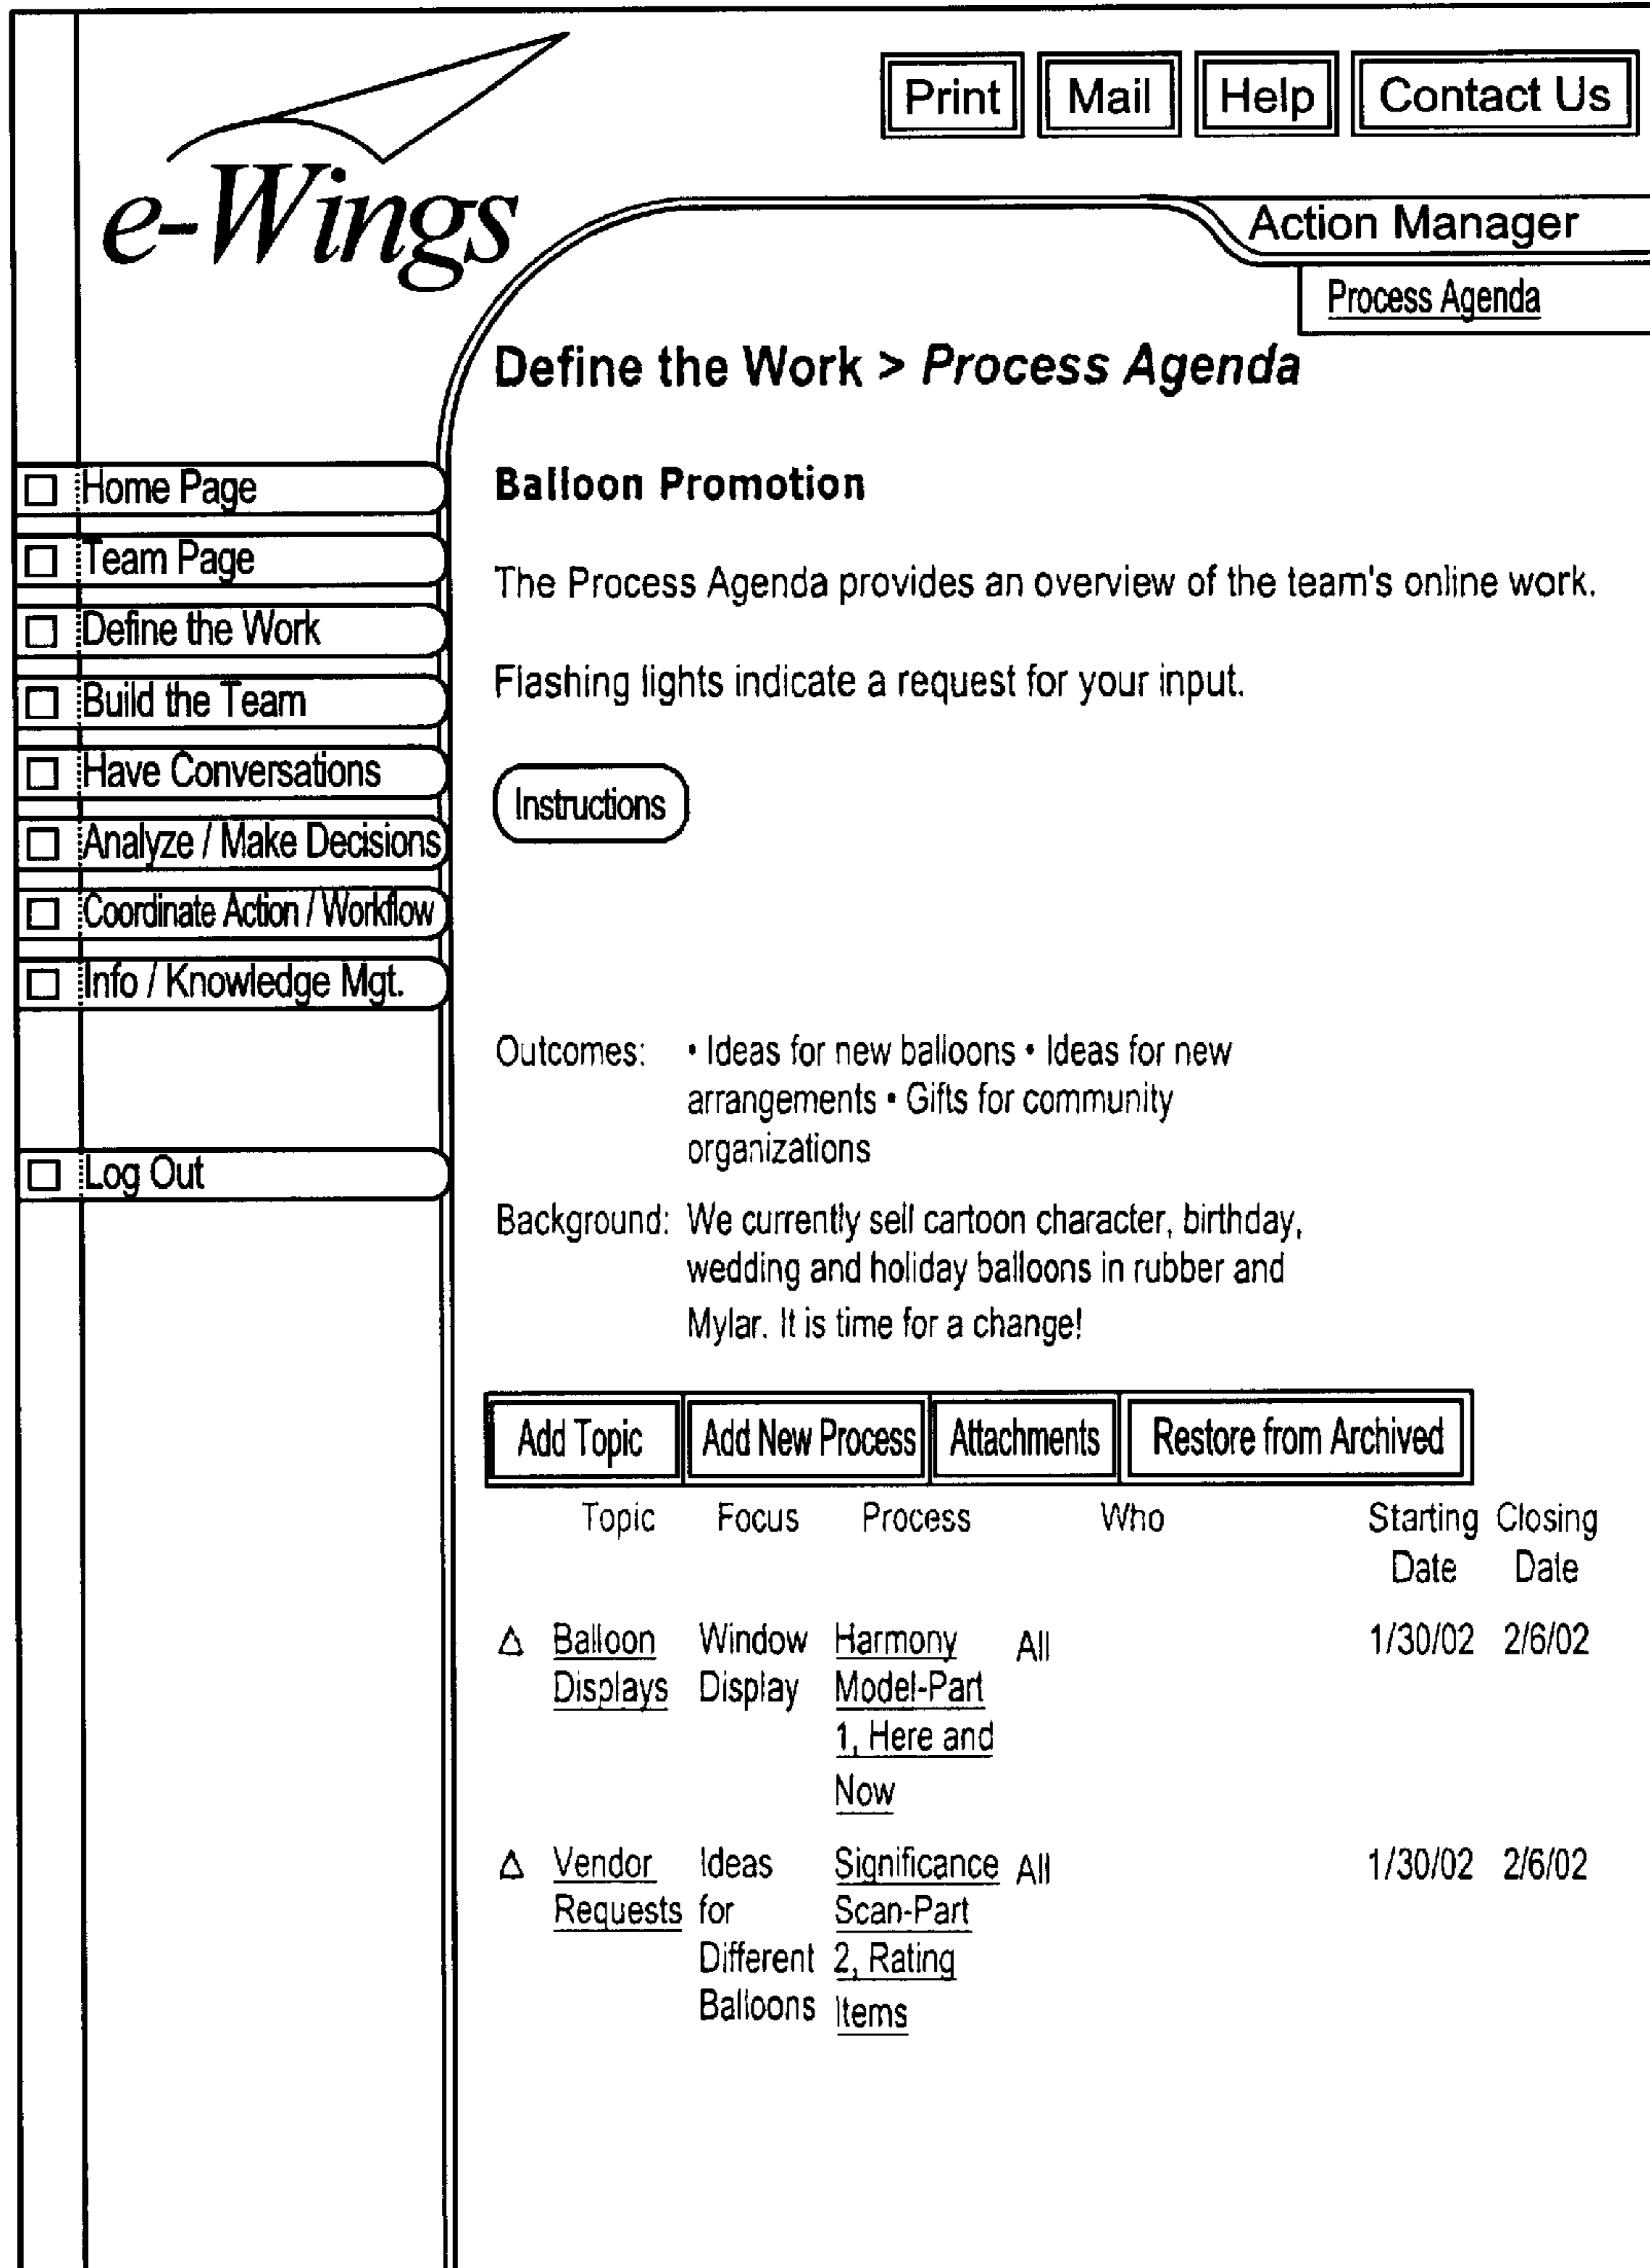 Print Mail Help Contact Us
e-Wings
Action Manager
Process Agenda
Define the Work > Process Agenda
Home Page
Team Page
Define the Work
Build the Team
Have Conversations
Analyze / Make Decisions
Coordinate Action / Workflow
Info / Knowledge Mgt.
Log Out
Balloon Promotion
The Process Agenda provides an overview of the team's online work.
Flashing lights indicate a request for your input.
Instructions
Outcomes: • Ideas for new balloons • Ideas for new
arrangements • Gifts for community
organizations
Background: We currently sell cartoon character, birthday,
wedding and holiday balloons in rubber and
Mylar. It is time for a change!
Add Topic Add New Process Attachments Restore from Archived
Topic Focus Process Who Starting Closing
Date Date
Balloon Window Harmony All 1/30/02 2/6/02
Displays Display Model-Part
1, Here and
Now
Vendor Ideas Significance All 1/30/02 2/6/02
Requests for Scan-Part
Different 2, Rating
Balloons Items